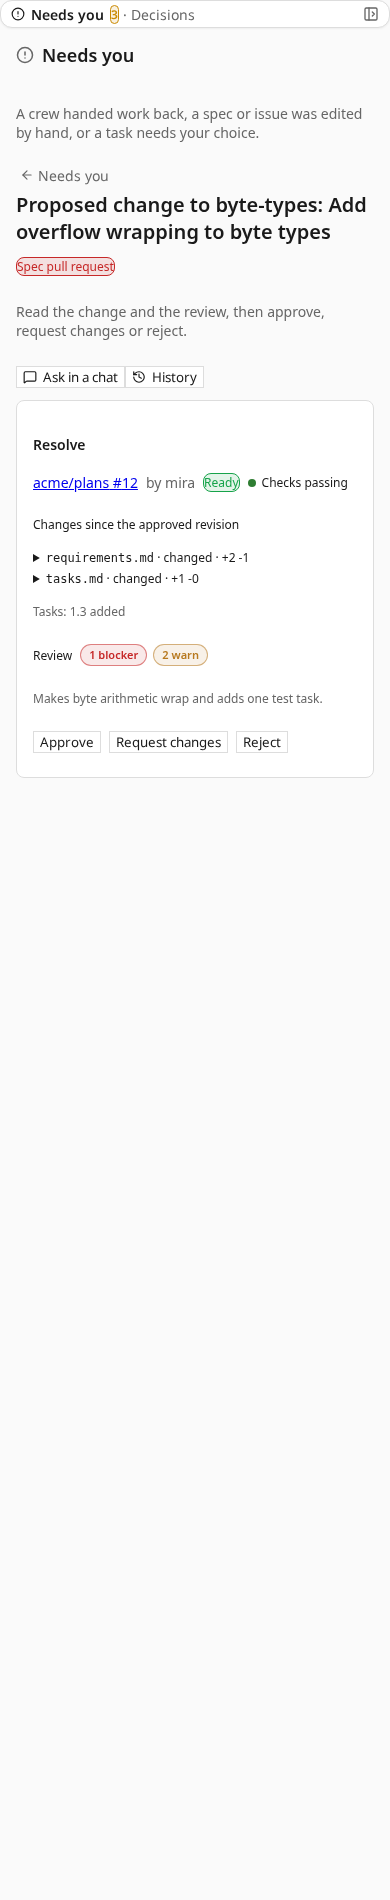 Needs you 3 · Decisions
Needs you
A crew handed work back, a spec or issue was edited
by hand, or a task needs your choice.
Needs you
Proposed change to byte-types: Add
overflow wrapping to byte types
Spec pull request
Read the change and the review, then approve,
request changes or reject.
Ask in a chat History
Resolve
acme/plans #12 by mira Ready Checks passing
Changes since the approved revision
requirements.md · changed · +2 -1
tasks.md · changed · +1 -0
Tasks: 1.3 added
Review 1 blocker 2 warn
Makes byte arithmetic wrap and adds one test task.
Approve Request changes Reject